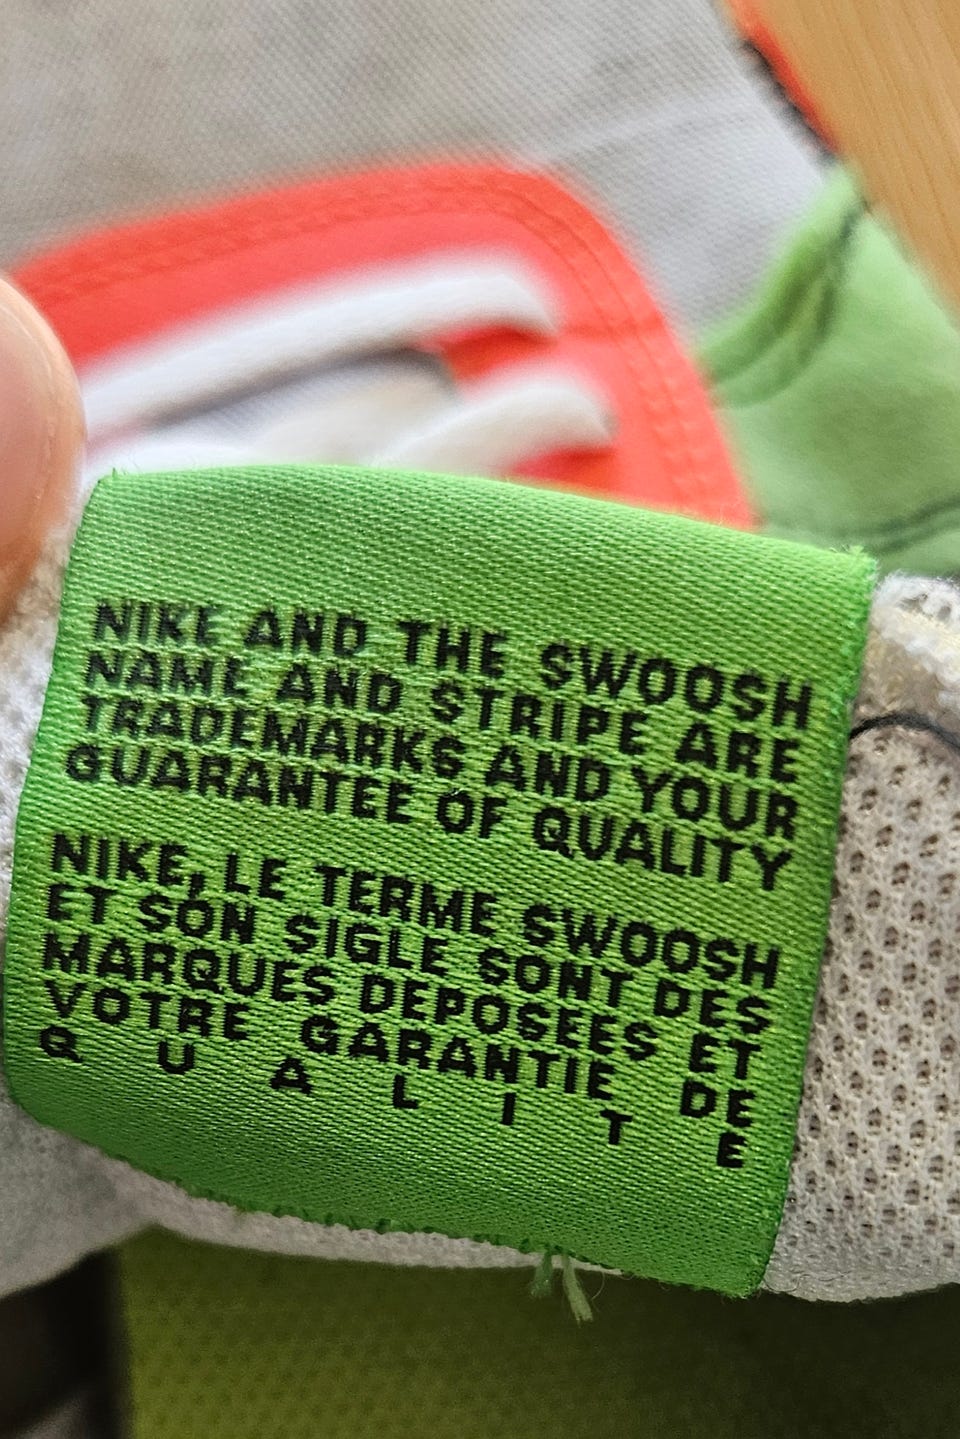 NIKE AND THE SWOOSH
NAME AND STRIPE ARE
TRADEMARKS AND YOUR
GUARANTEE OF QUALITY
NIKE, LE TERME SWOOSH
ET SON SIGLE SONT DES
MARQUES DEPOSEES ET
VOTRE GARANTIE DE
Q U A L I T E